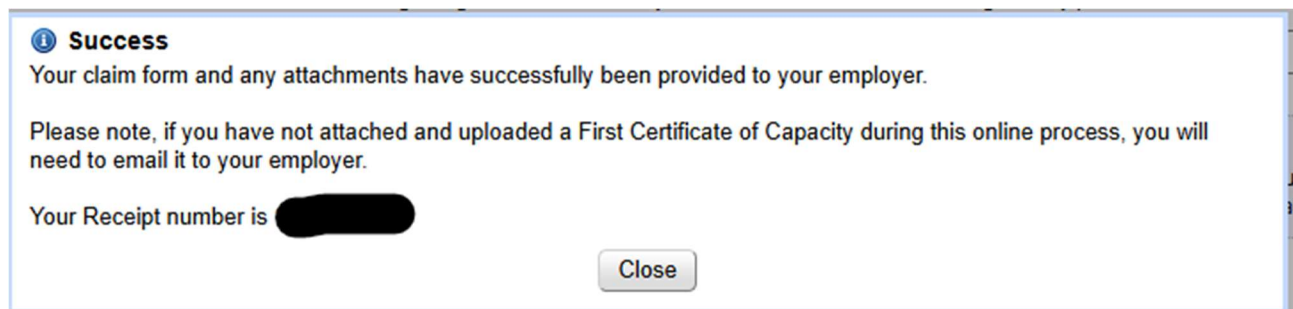 Success
Your claim form and any attachments have successfully been provided to your employer.
Please note, if you have not attached and uploaded a First Certificate of Capacity during this online process, you will
need to email it to your employer.
Your Receipt number is
Close